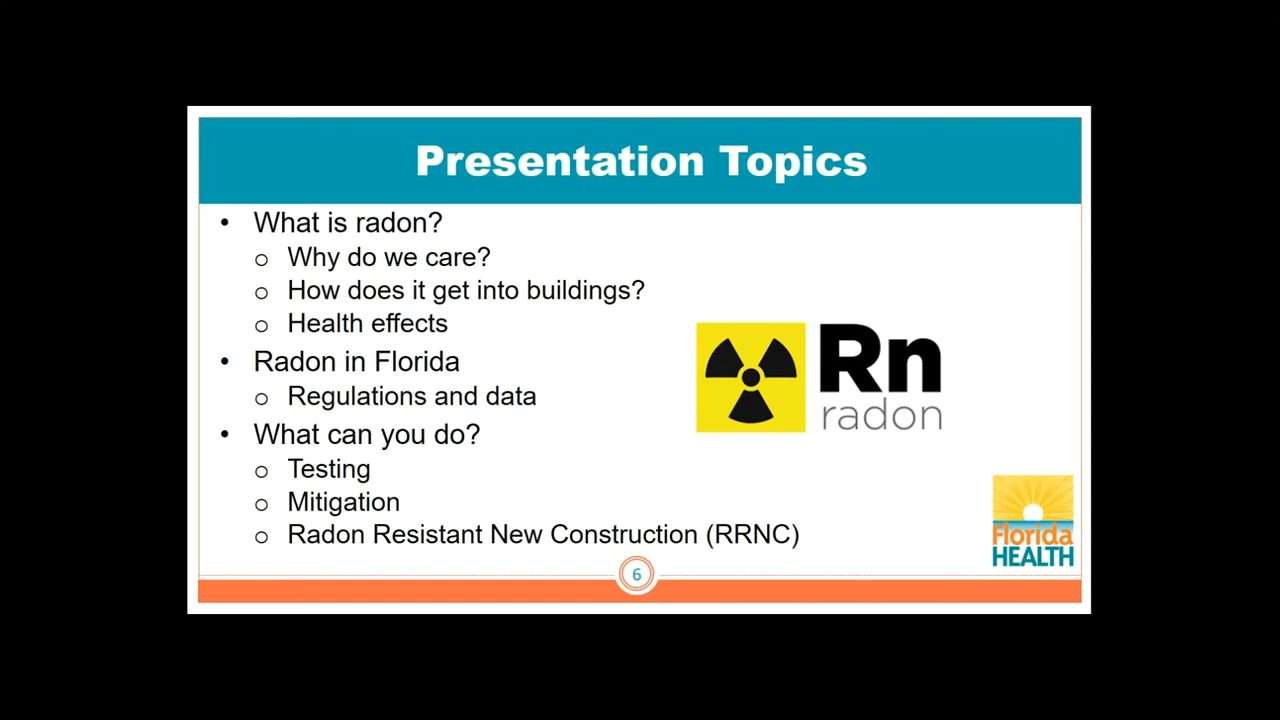 Presentation Topics
• What is radon?
o Why do we care?
o How does it get into buildings?
o Health effects
• Radon in Florida
o Regulations and data
• What can you do?
o Testing
o Mitigation
o Radon Resistant New Construction (RRNC)
Rn
radon
Florida
HEALTH
6